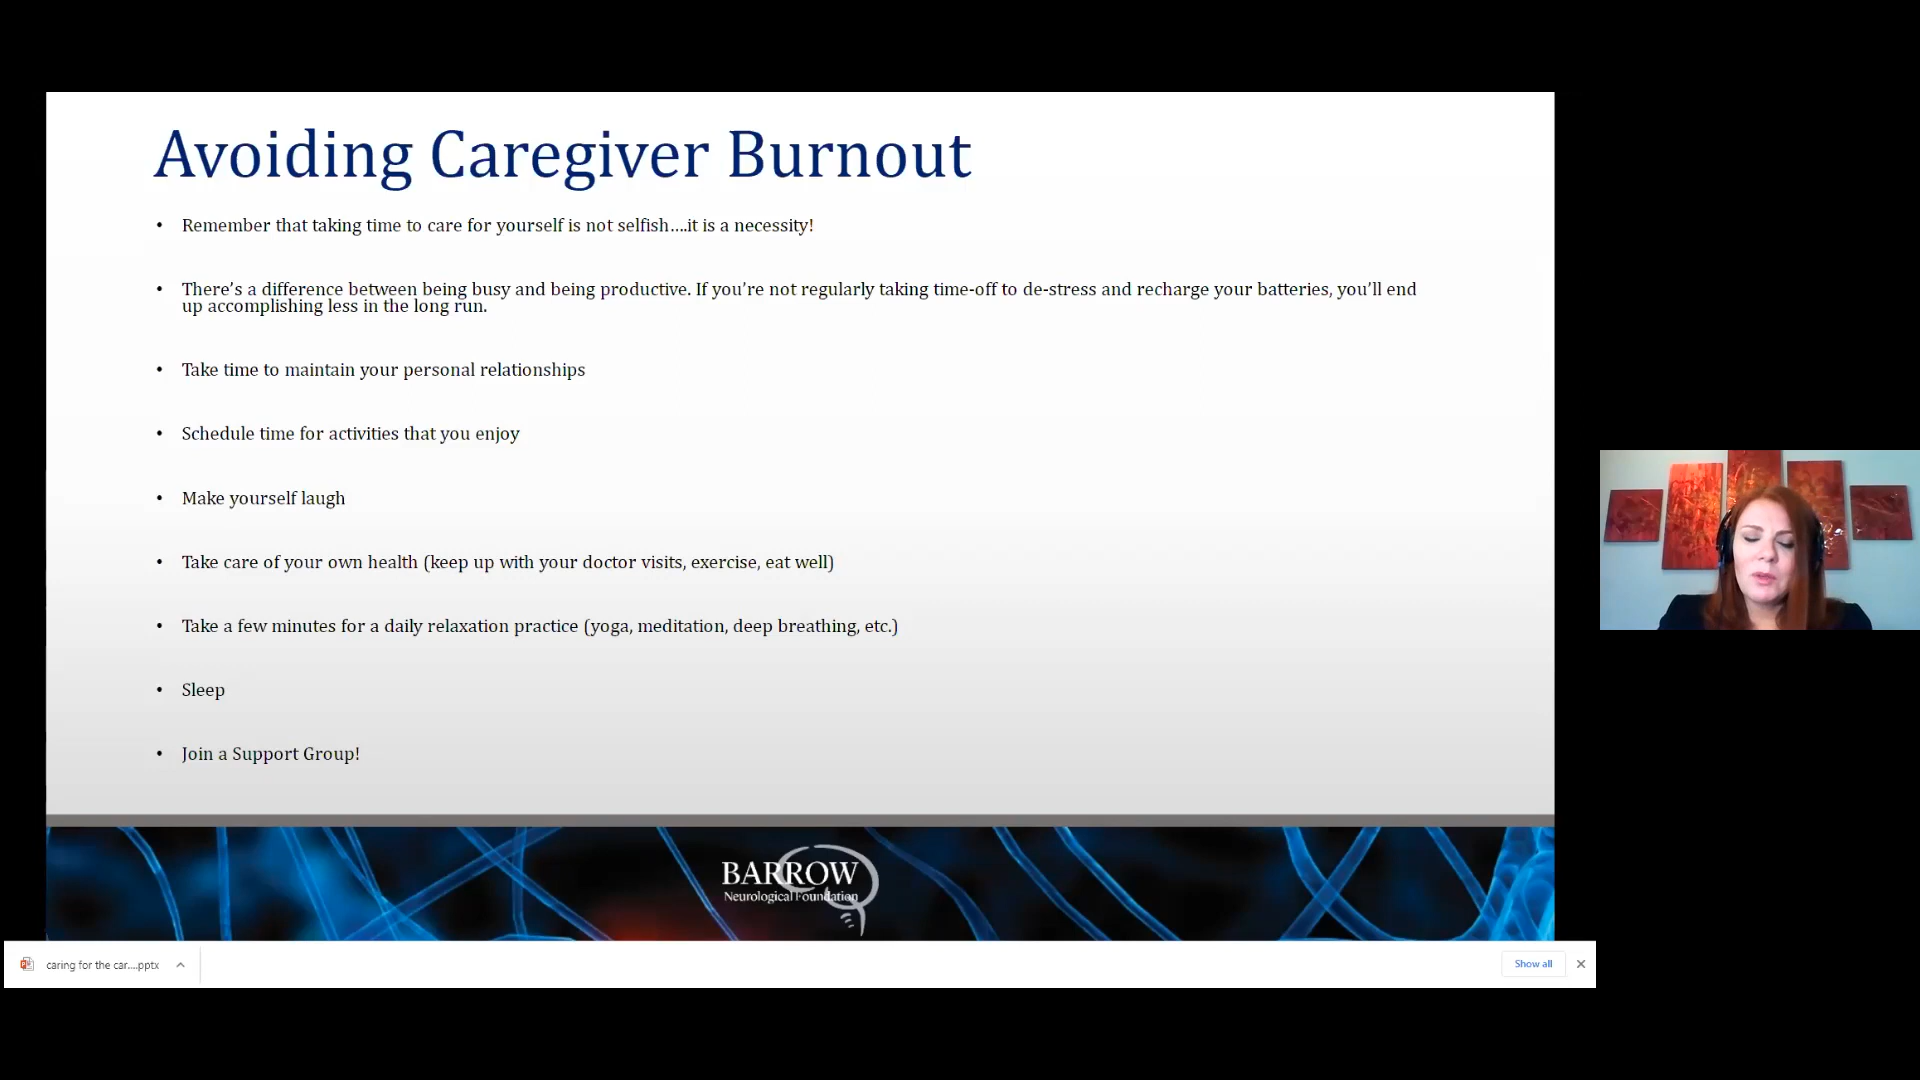 Avoiding Caregiver Burnout
• Remember that taking time to care for yourself is not selfish....it is a necessity!
• There’s a difference between being busy and being productive. If you’re not regularly taking time-off to de-stress and recharge your batteries, you’ll end
up accomplishing less in the long run.
• Take time to maintain your personal relationships
• Schedule time for activities that you enjoy
• Make yourself laugh
• Take care of your own health (keep up with your doctor visits, exercise, eat well)
• Take a few minutes for a daily relaxation practice (yoga, meditation, deep breathing, etc.)
• Sleep
• Join a Support Group!
BARROW
Neurological Foundation
caring for the car....pptx
Show all